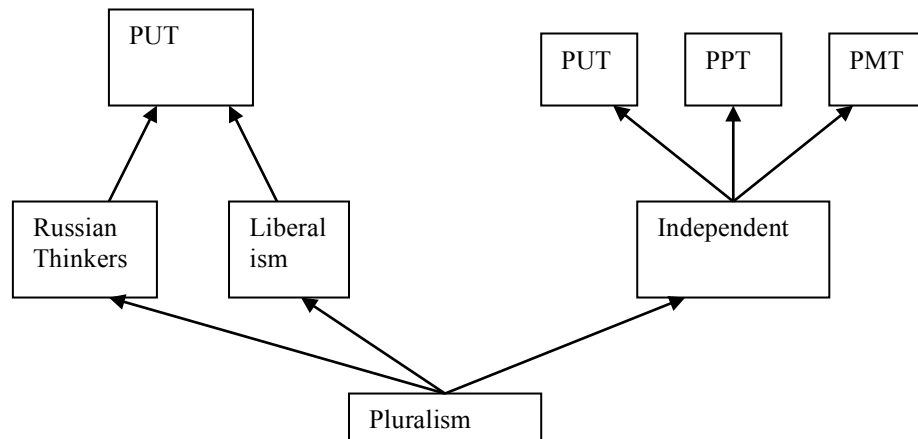 PUT
PUT
PPT
PMT
Russian
Thinkers
Liberal
ism
Independent
Pluralism